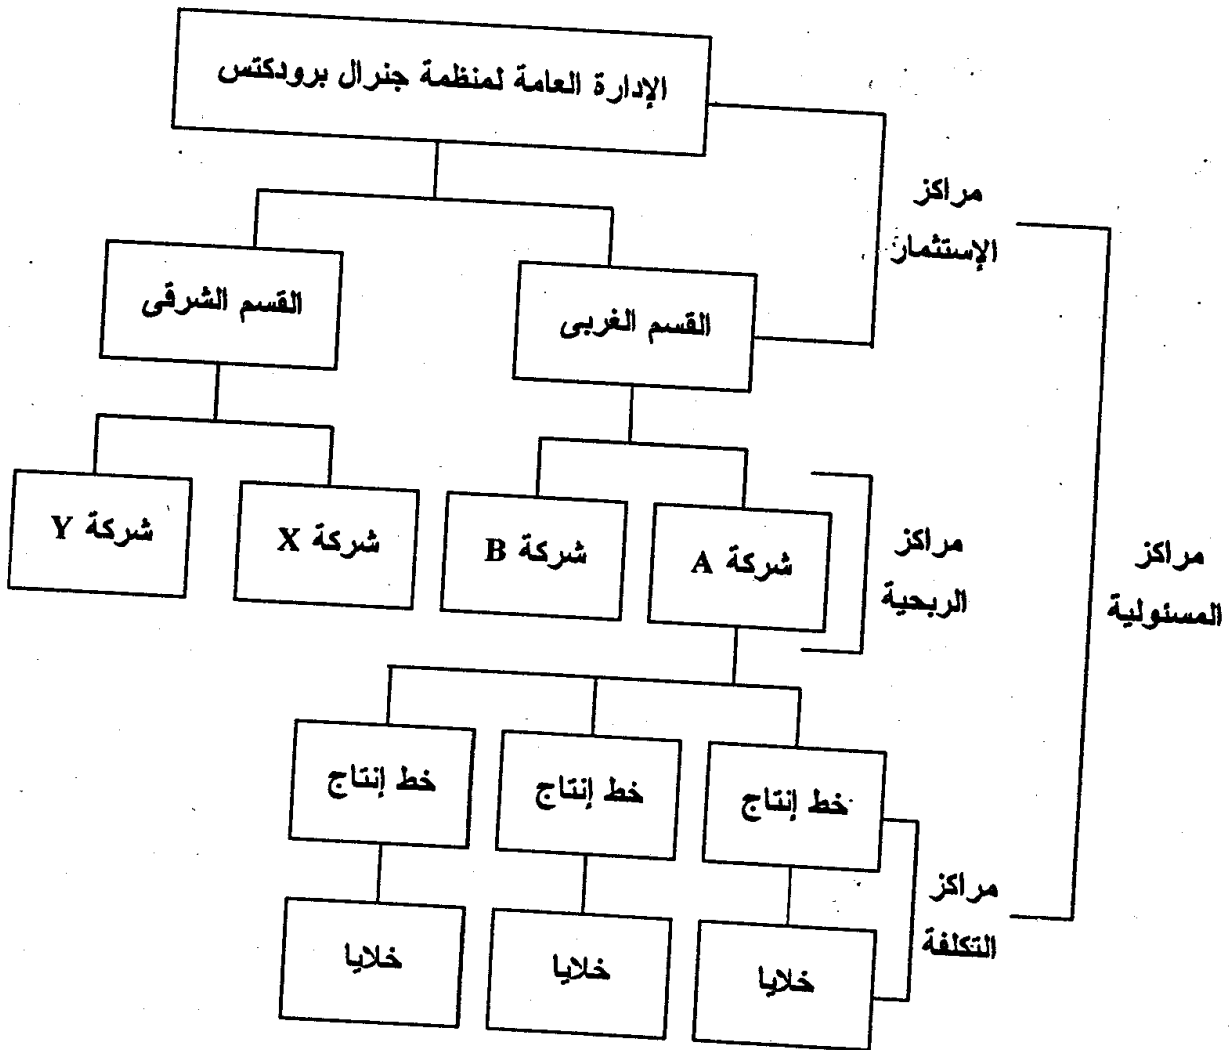 الإدارة العامة لمنظمة جنرال برودكتس
مراكز
الإستثمار
القسم الغربى
القسم الشرقى
مراكز
المسئولية
مراكز
الربحية
شركة A
شركة B
شركة X
شركة Y
خط إنتاج
خط إنتاج
خط إنتاج
مراكز
التكلفة
خلايا
خلايا
خلايا